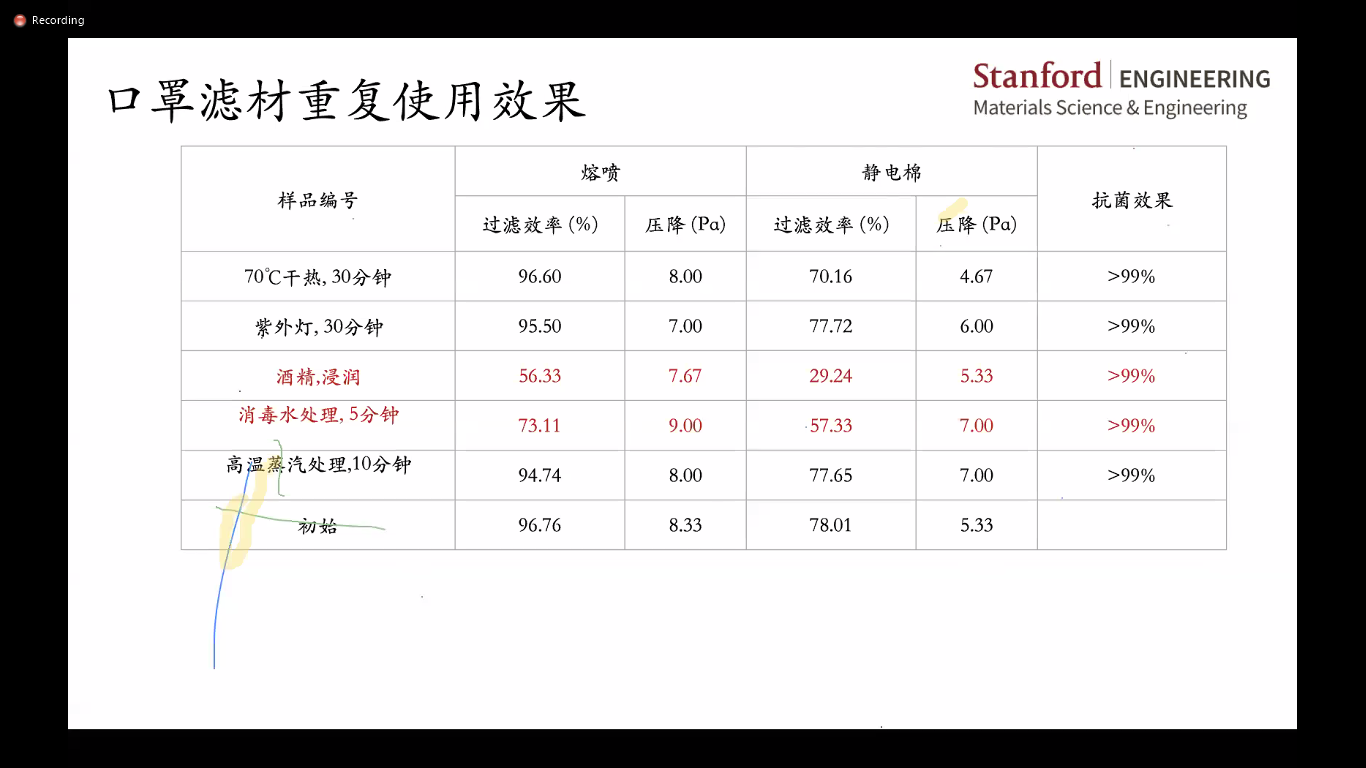 Recording
口罩滤材重复使用效果
Stanford ENGINEERING
Materials Science & Engineering
样品编号 熔喷 静电棉 抗菌效果
过滤效率 (%) 压降 (Pa) 过滤效率 (%) 压降 (Pa)
70℃干热, 30分钟 96.60 8.00 70.16 4.67 >99%
紫外灯, 30分钟 95.50 7.00 77.72 6.00 >99%
酒精,浸润 56.33 7.67 29.24 5.33 >99%
消毒水处理, 5分钟 73.11 9.00 57.33 7.00 >99%
高温蒸汽处理,10分钟 94.74 8.00 77.65 7.00 >99%
初始 96.76 8.33 78.01 5.33